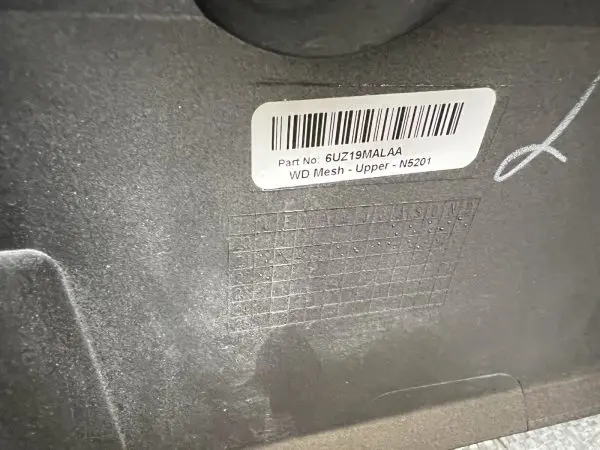 Part No: 6UZ19MALAA
WD Mesh - Upper - N5201